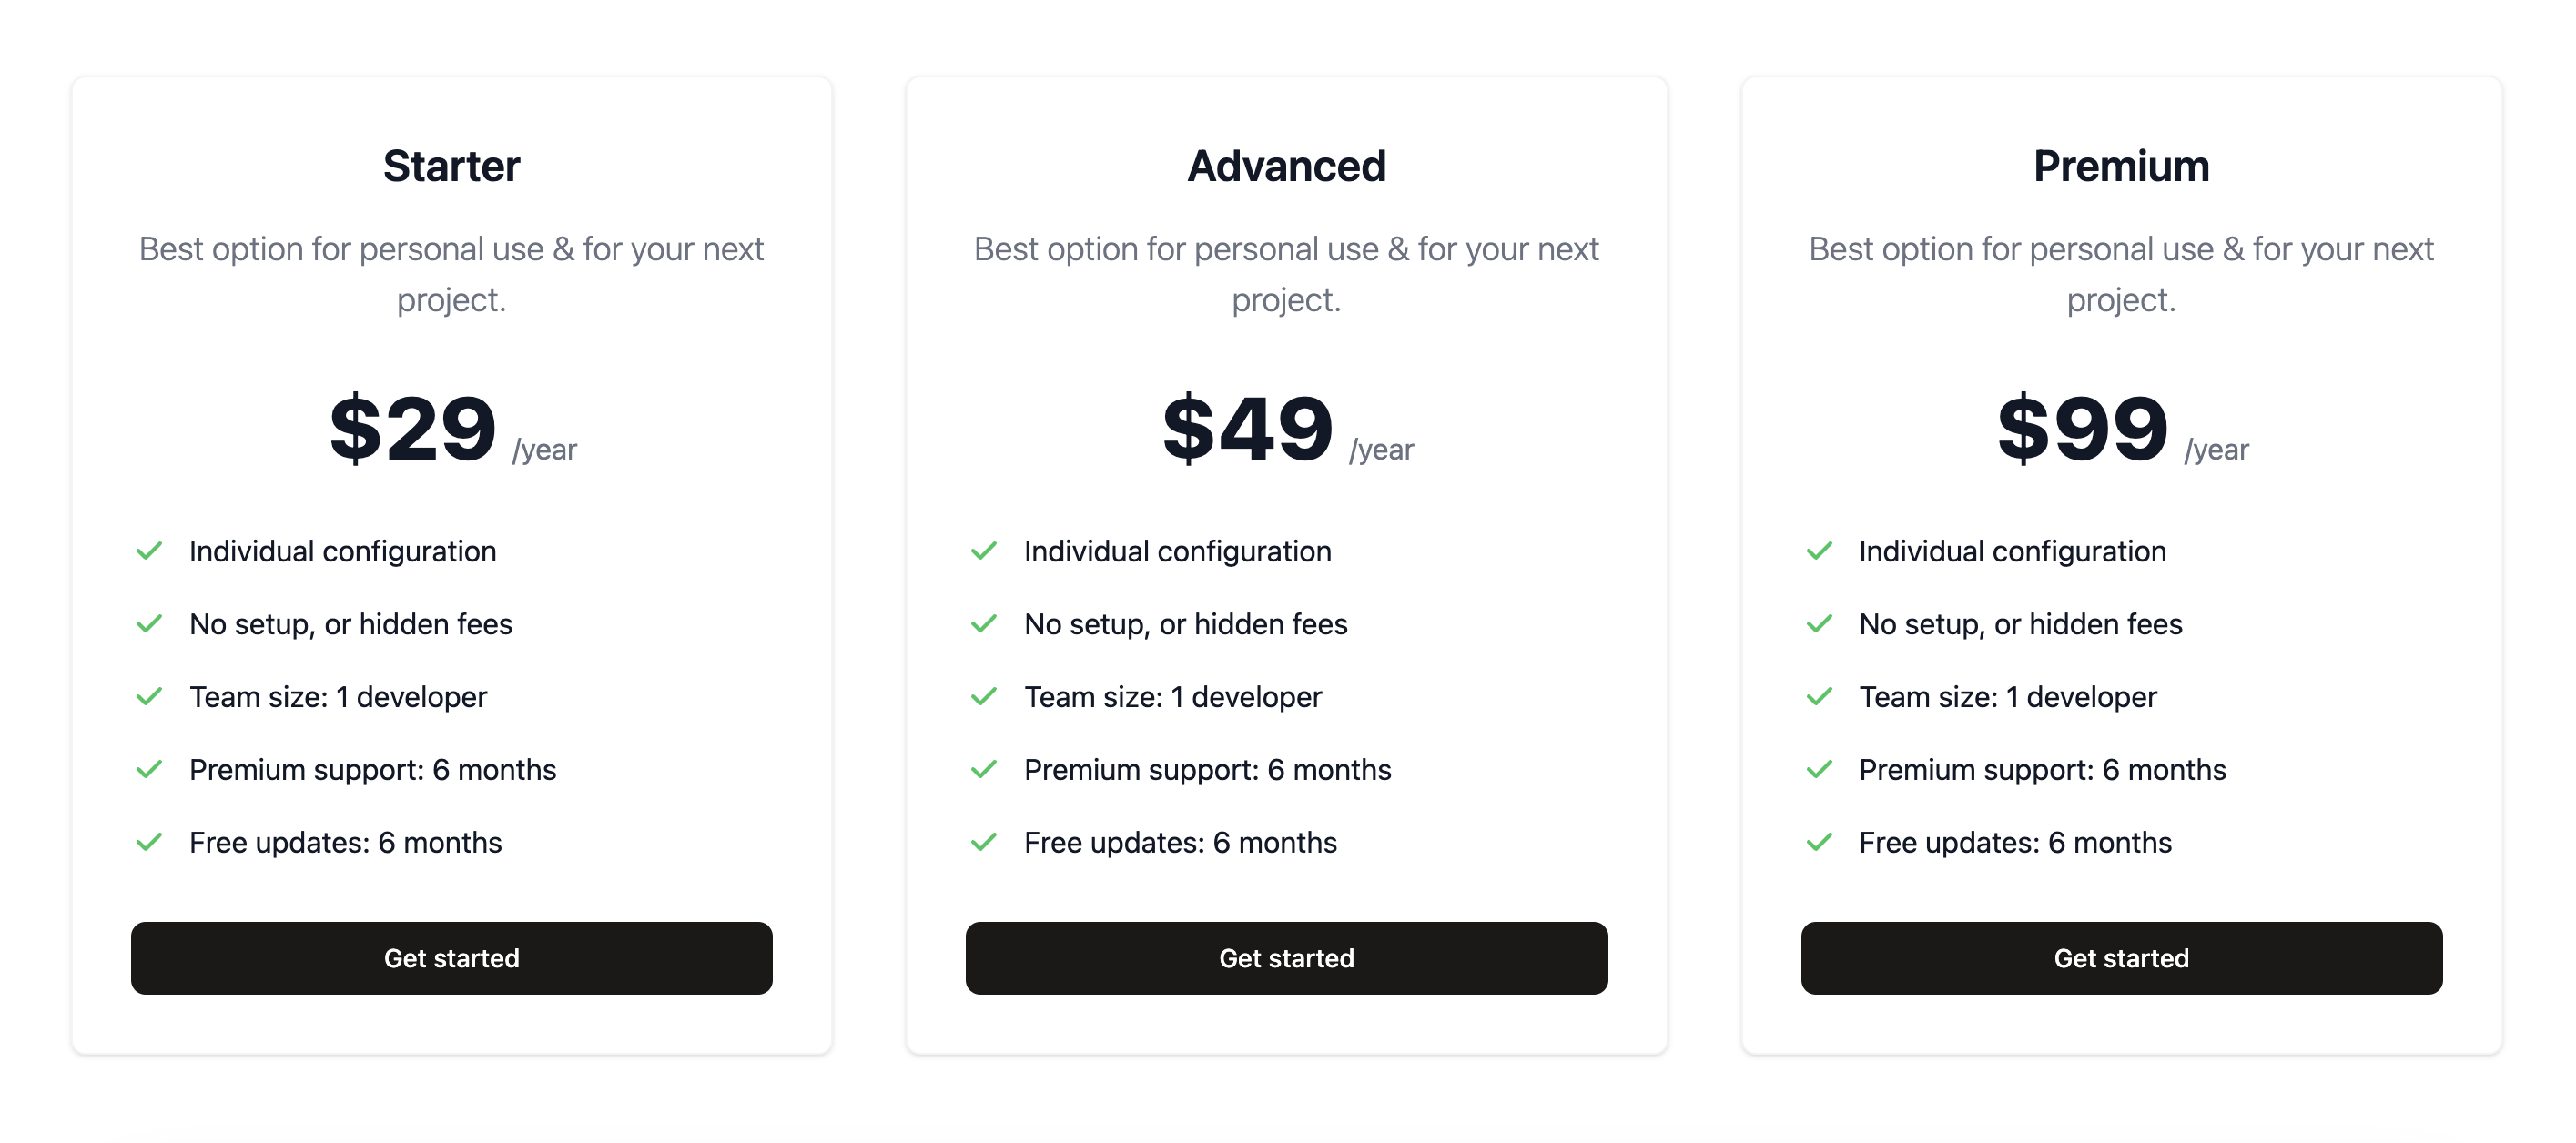 Starter
Best option for personal use & for your next
project.
$29 /year
Individual configuration
No setup, or hidden fees
Team size: 1 developer
Premium support: 6 months
Free updates: 6 months
Get started
Advanced
Best option for personal use & for your next
project.
$49 /year
Individual configuration
No setup, or hidden fees
Team size: 1 developer
Premium support: 6 months
Free updates: 6 months
Get started
Premium
Best option for personal use & for your next
project.
$99 /year
Individual configuration
No setup, or hidden fees
Team size: 1 developer
Premium support: 6 months
Free updates: 6 months
Get started